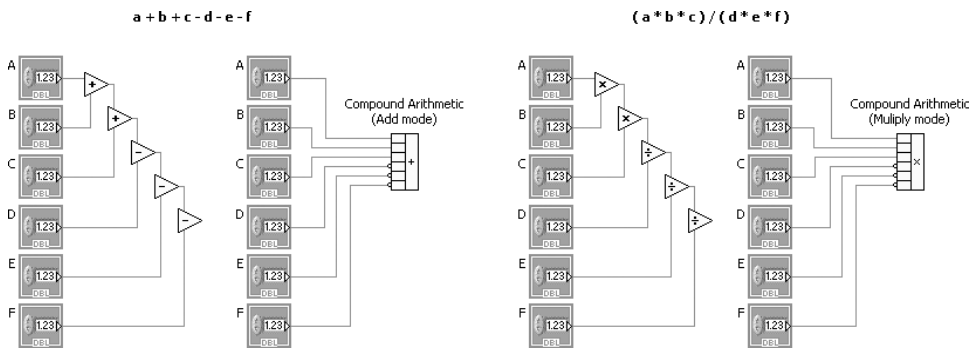 a+b+c-d-e-f
(a*b*c)/(d*e*f)
A
1.23
DBL
B
1.23
DBL
C
1.23
DBL
D
1.23
DBL
E
1.23
DBL
F
1.23
DBL
+
+
−
−
−
A
1.23
DBL
B
1.23
DBL
C
1.23
DBL
D
1.23
DBL
E
1.23
DBL
F
1.23
DBL
Compound Arithmetic
(Add mode)
+
A
1.23
DBL
B
1.23
DBL
C
1.23
DBL
D
1.23
DBL
E
1.23
DBL
F
1.23
DBL
×
×
÷
÷
÷
A
1.23
DBL
B
1.23
DBL
C
1.23
DBL
D
1.23
DBL
E
1.23
DBL
F
1.23
DBL
Compound Arithmetic
(Muliply mode)
×